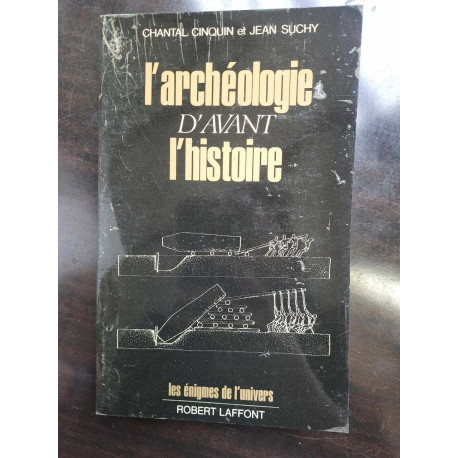 CHANTAL CINQUIN et JEAN SUCHY
l'archéologie
D'AVANT
l'histoire
les énigmes de l'univers
ROBERT LAFFONT